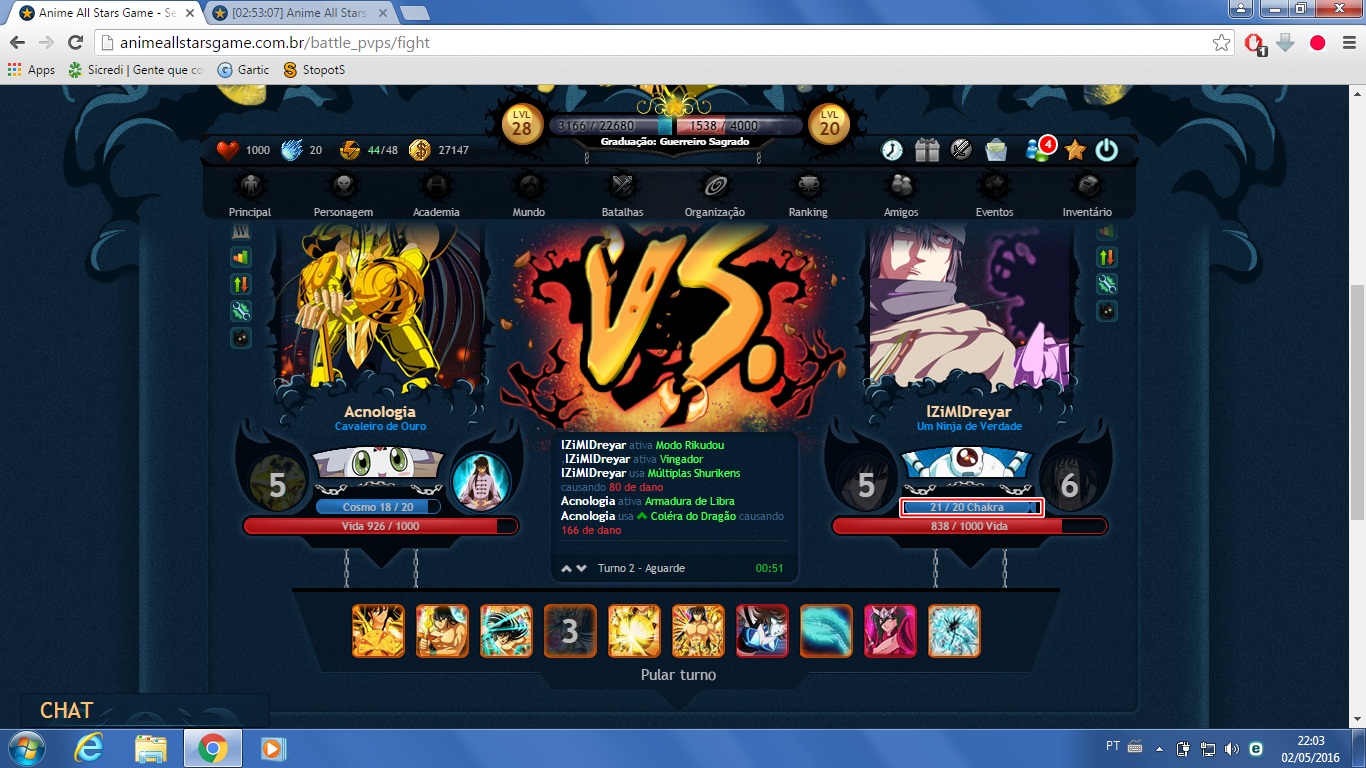 Anime All Stars Game - Se
[02:53:07] Anime All Stars
animeallstarsgame.com.br/battle_pvps/fight
1
Apps
Sicredi | Gente que co
Gartic
StopotS
LVL 28
3166 / 22680
1538 / 4000
LVL 20
Graduação: Guerreiro Sagrado
1000
20
44/48
27147
4
Principal
Personagem
Academia
Mundo
Batalhas
Organização
Ranking
Amigos
Eventos
Inventário
VS.
Acnologia
Cavaleiro de Ouro
5
Cosmo 18 / 20
Vida 926 / 1000
lZiMlDreyar ativa Modo Rikudou
lZiMlDreyar ativa Vingador
lZiMlDreyar usa Múltiplas Shurikens
causando 80 de dano
Acnologia ativa Armadura de Libra
Acnologia usa Coléra do Dragão causando
166 de dano
Turno 2 - Aguarde
00:51
lZiMlDreyar
Um Ninja de Verdade
5
6
21 / 20 Chakra
838 / 1000 Vida
3
Pular turno
CHAT
PT
22:03
02/05/2016